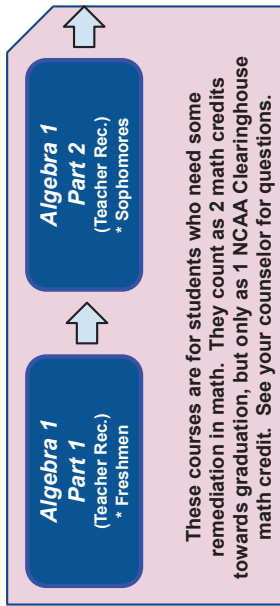 Algebra 1
Part 1
(Teacher Rec.)
* Freshmen
Algebra 1
Part 2
(Teacher Rec.)
* Sophomores
These courses are for students who need some
remediation in math.  They count as 2 math credits
towards graduation, but only as 1 NCAA Clearinghouse
math credit.  See your counselor for questions.